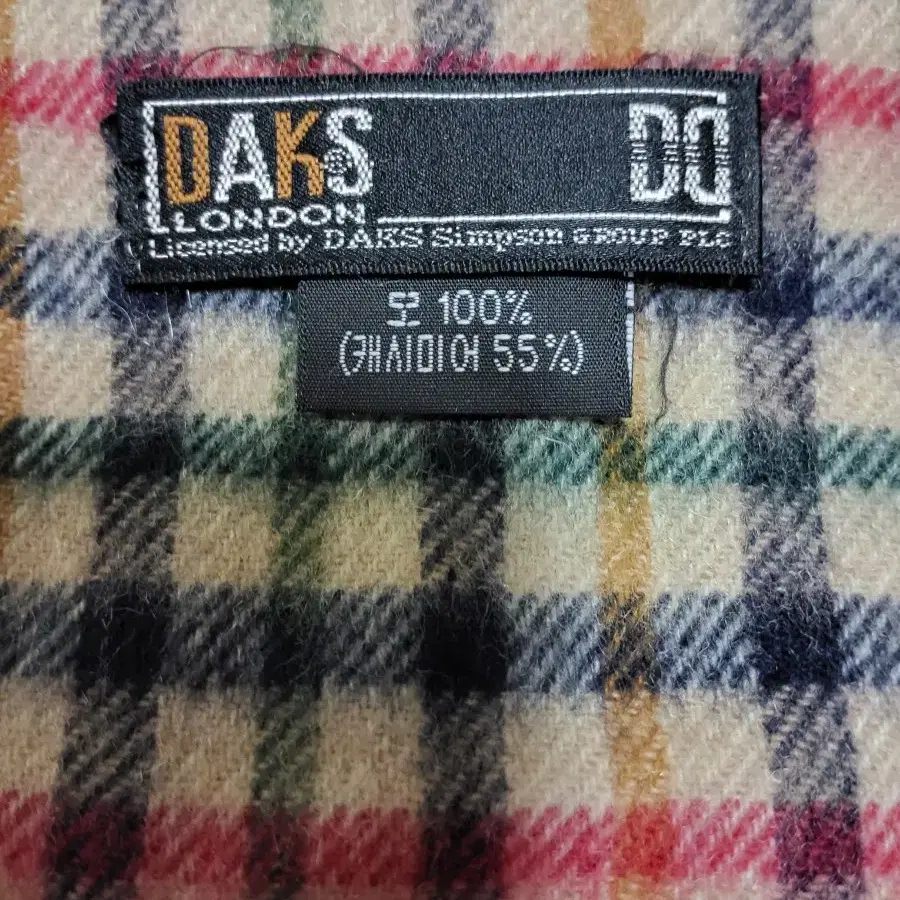 DAKS DD
LONDON
Licensed by DAKS Simpson GROUP PLC
모 100%
(캐시미어 55%)